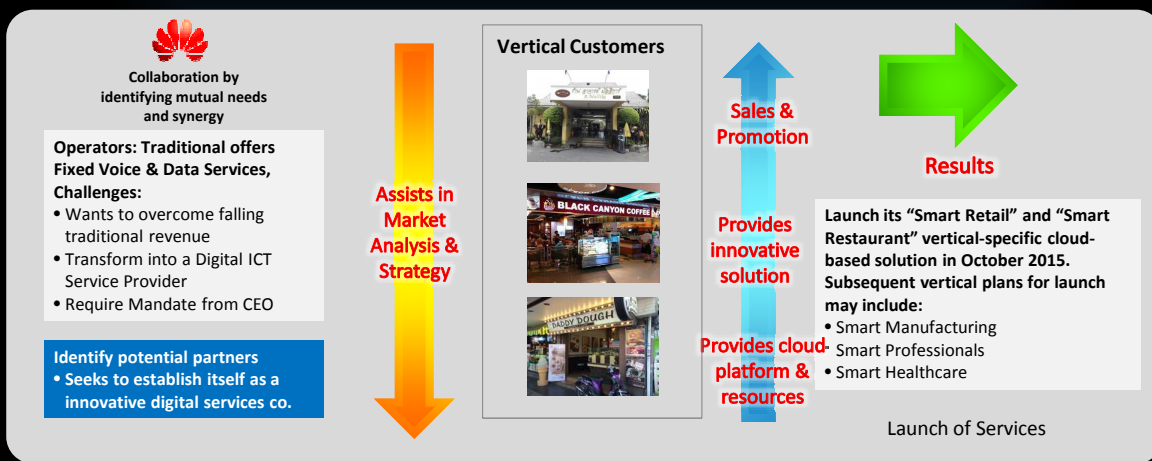 Collaboration by
identifying mutual needs
and synergy
Operators: Traditional offers
Fixed Voice & Data Services,
Challenges:
• Wants to overcome falling
traditional revenue
• Transform into a Digital ICT
Service Provider
• Require Mandate from CEO
Identify potential partners
• Seeks to establish itself as a
innovative digital services co.
Assists in
Market
Analysis &
Strategy
Vertical Customers
BLACK CANYON COFFEE
DADDY DOUGH
Sales &
Promotion
Provides
innovative
solution
Provides cloud
platform &
resources
Results
Launch its “Smart Retail” and “Smart
Restaurant” vertical-specific cloud-
based solution in October 2015.
Subsequent vertical plans for launch
may include:
• Smart Manufacturing
• Smart Professionals
• Smart Healthcare
Launch of Services